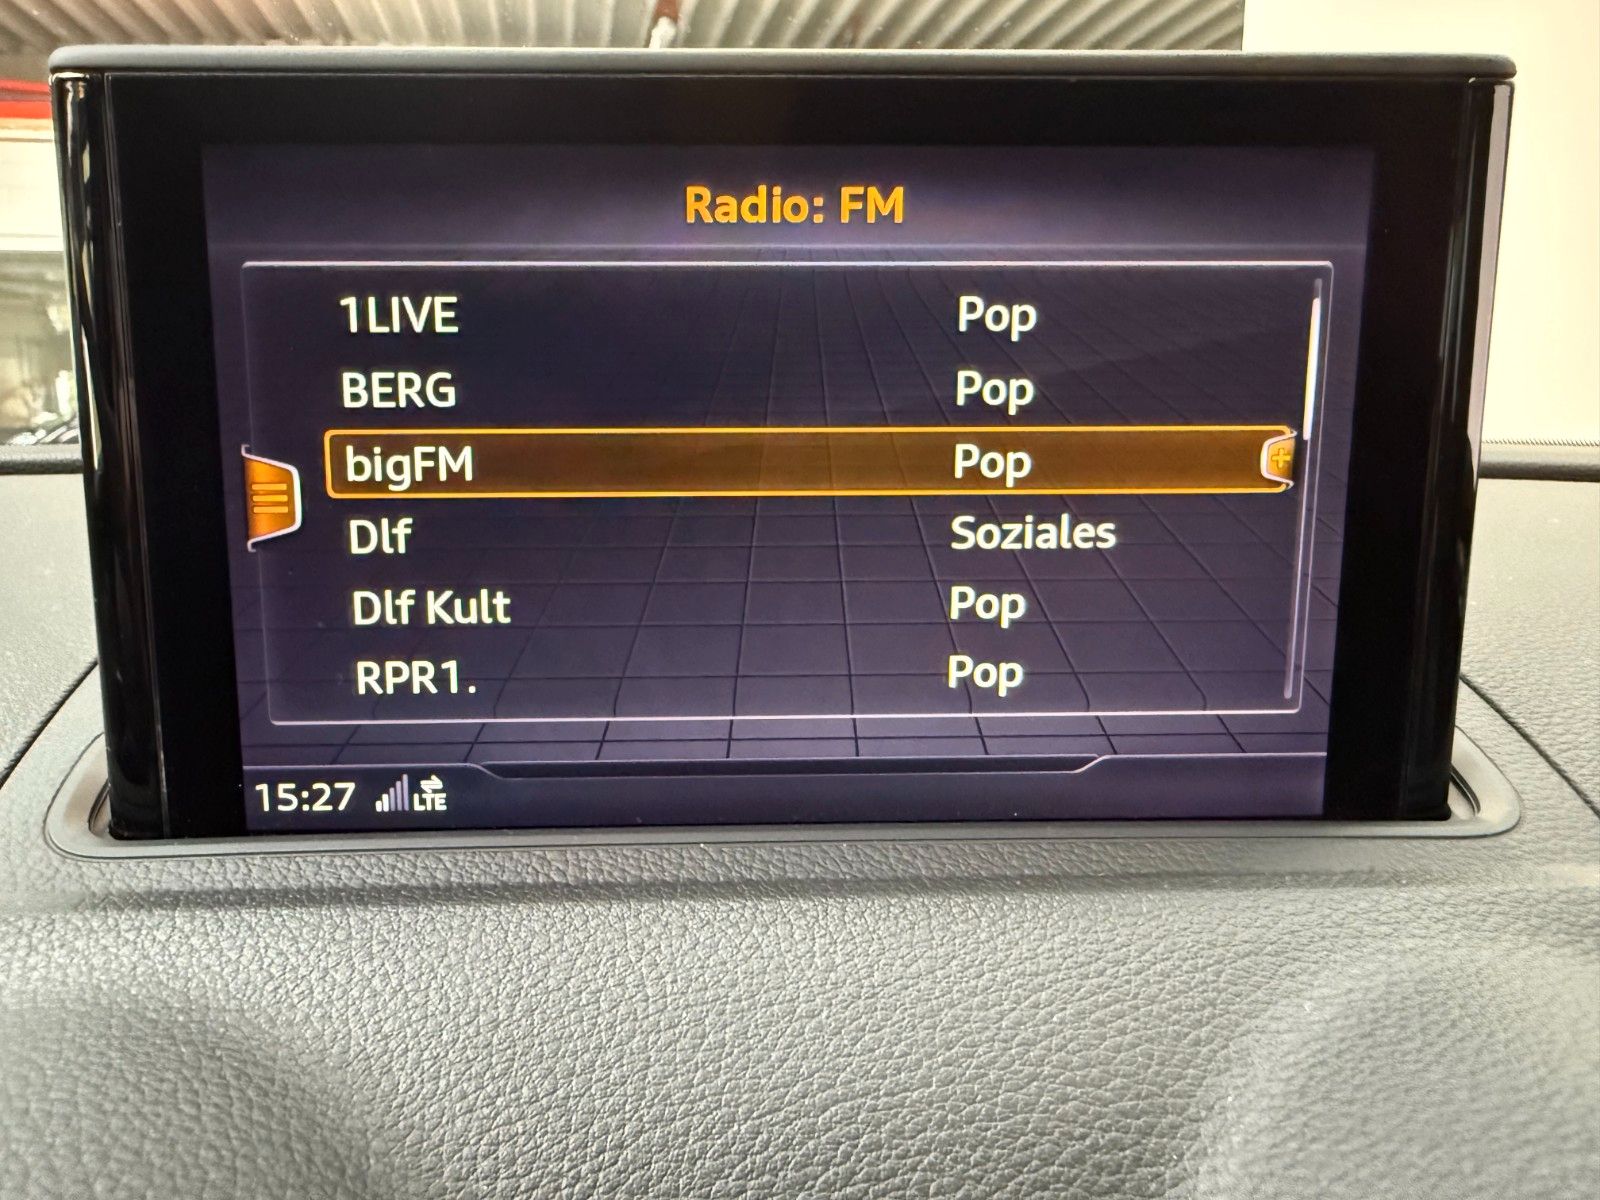 Radio: FM
1LIVE Pop
BERG Pop
bigFM Pop
Dlf Soziales
Dlf Kult Pop
RPR1. Pop
15:27 LTE